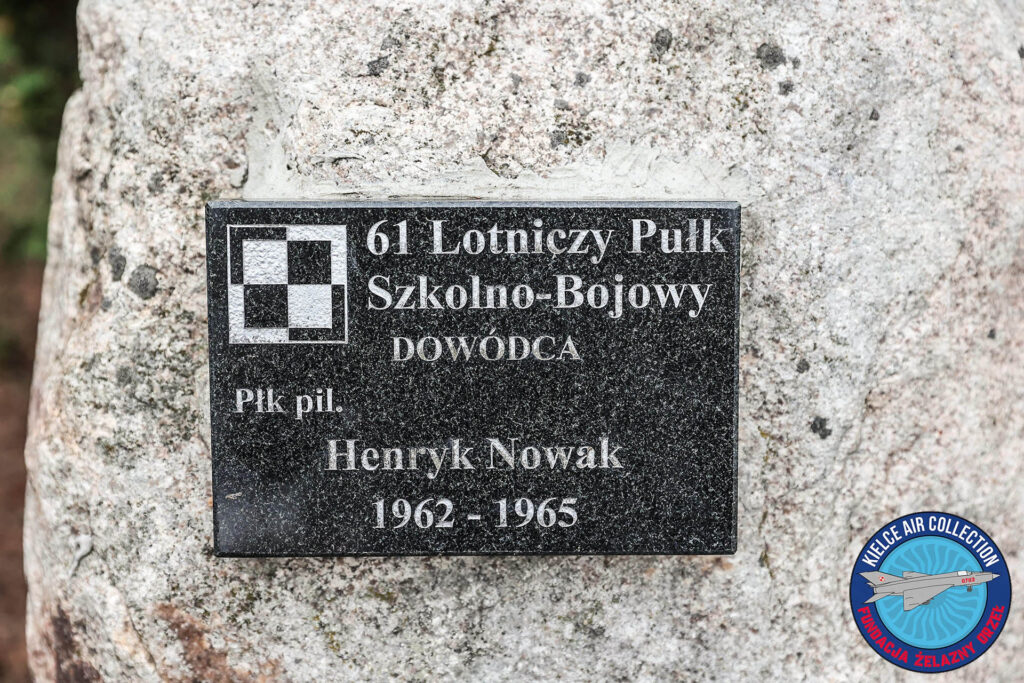 61 Lotniczy Pułk
Szkolno-Bojowy
DOWÓDCA
Płk pil.
Henryk Nowak
1962 - 1965
KIELCE AIR COLLECTION
FUNDACJA ŻELAZNY ORZEŁ